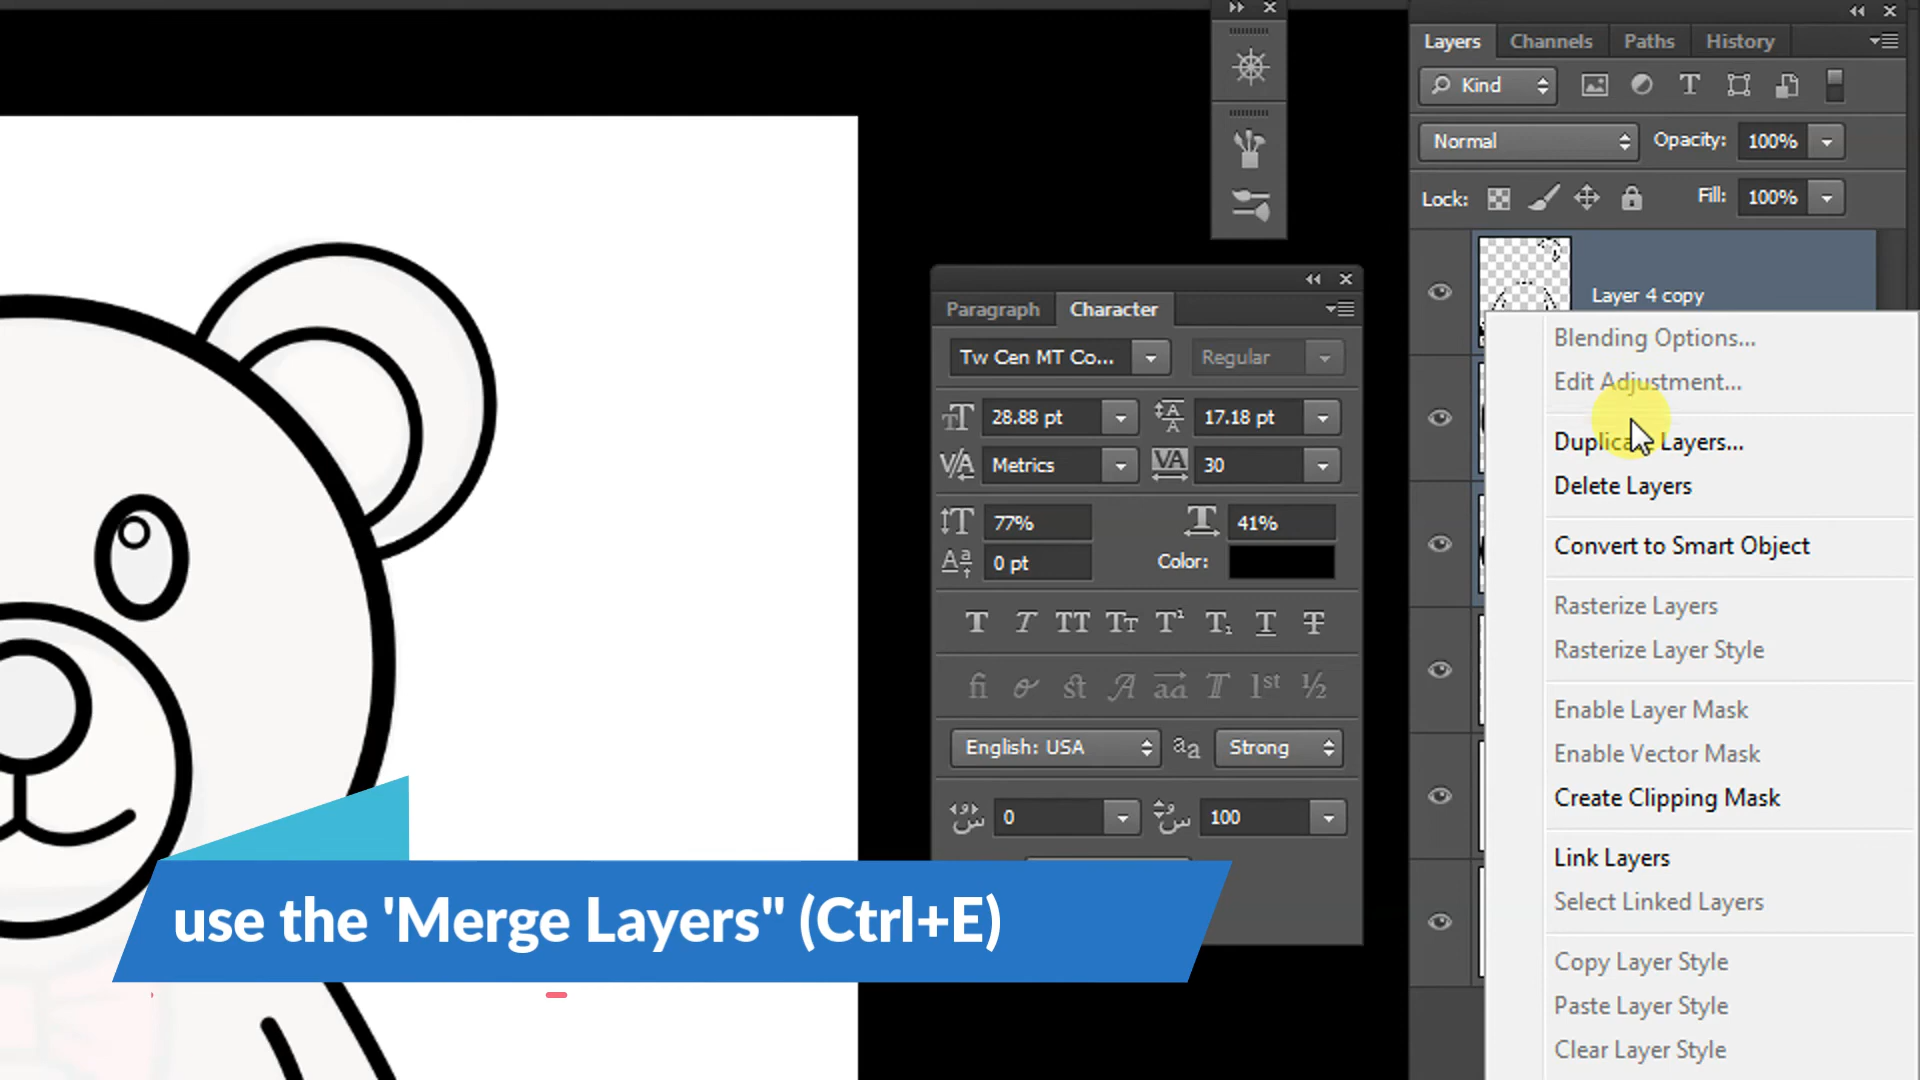 Layers Channels Paths History
Kind
Normal Opacity: 100%
Lock: Fill: 100%
Layer 4 copy
Paragraph Character
Tw Cen MT Co... Regular
28.88 pt 17.18 pt
Metrics 30
77% 41%
0 pt Color:
English: USA Strong
0 100
Blending Options...
Edit Adjustment...
Duplicate Layers...
Delete Layers
Convert to Smart Object
Rasterize Layers
Rasterize Layer Style
Enable Layer Mask
Enable Vector Mask
Create Clipping Mask
Link Layers
Select Linked Layers
Copy Layer Style
Paste Layer Style
Clear Layer Style
use the 'Merge Layers" (Ctrl+E)